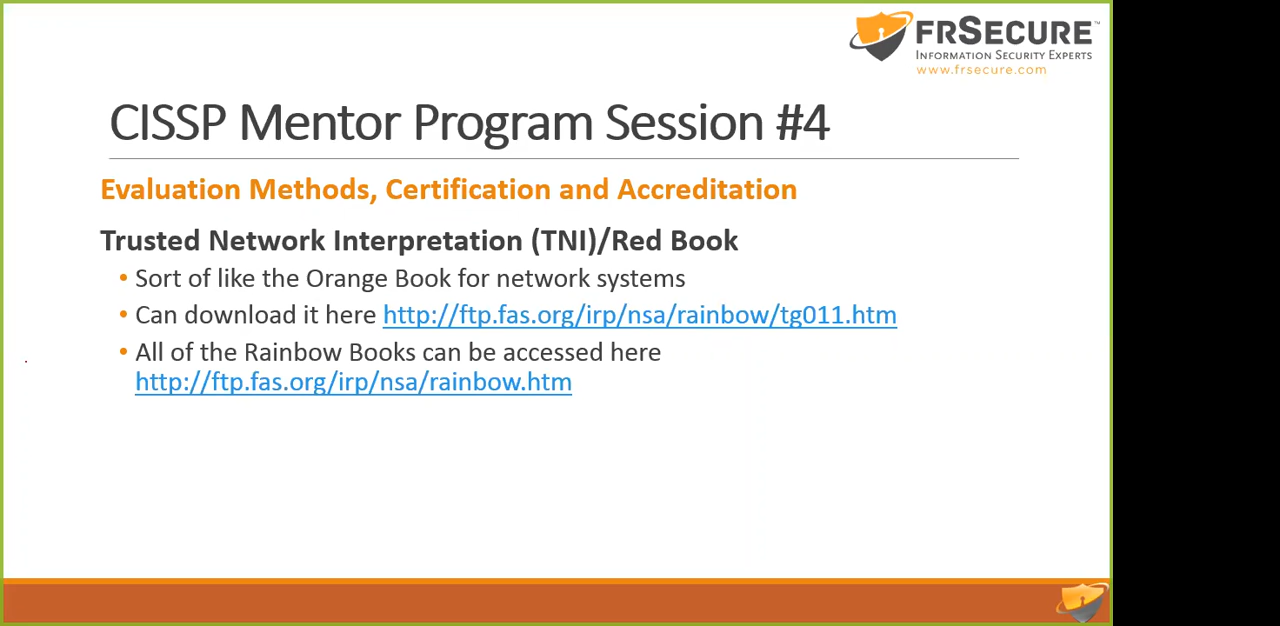 FRSECURE™
INFORMATION SECURITY EXPERTS
www.frsecure.com
CISSP Mentor Program Session #4
Evaluation Methods, Certification and Accreditation
Trusted Network Interpretation (TNI)/Red Book
• Sort of like the Orange Book for network systems
• Can download it here http://ftp.fas.org/irp/nsa/rainbow/tg011.htm
• All of the Rainbow Books can be accessed here
http://ftp.fas.org/irp/nsa/rainbow.htm